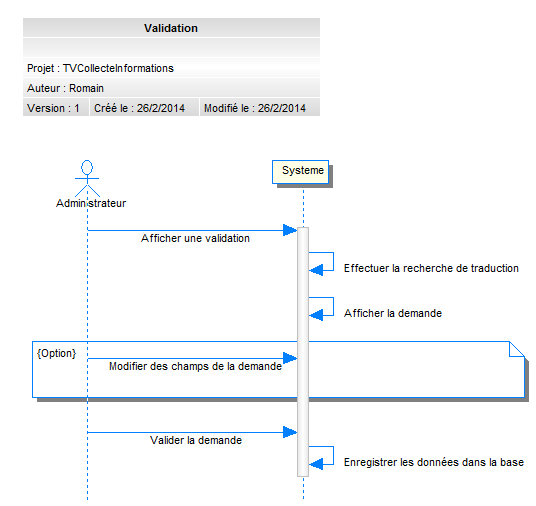 Validation
Projet : TVCollecteInformations
Auteur : Romain
Version : 1 Créé le : 26/2/2014 Modifié le : 26/2/2014
Systeme
Administrateur
Afficher une validation
Effectuer la recherche de traduction
Afficher la demande
{Option}
Modifier des champs de la demande
Valider la demande
Enregistrer les données dans la base